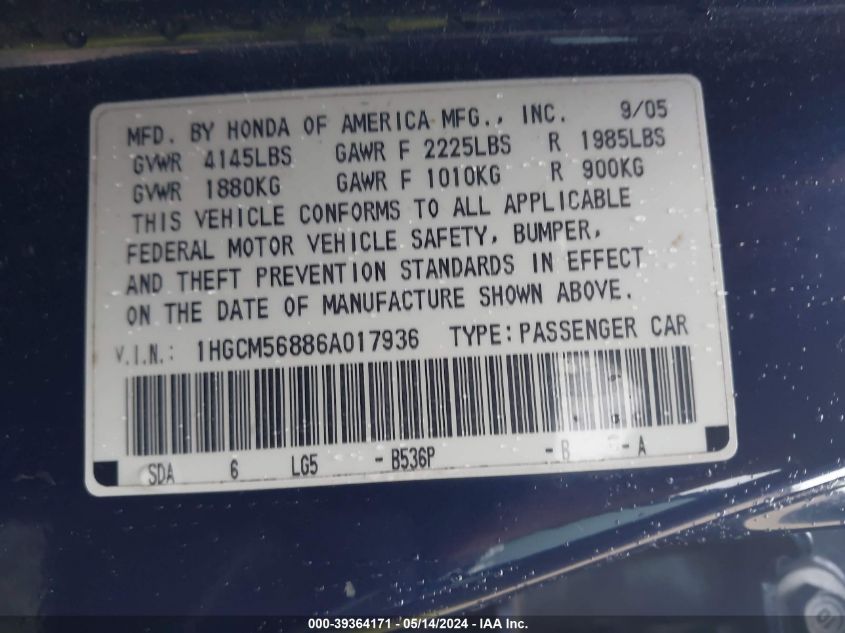 MFD. BY HONDA OF AMERICA MFG., INC. 9/05
GVWR 4145LBS GAWR F 2225LBS R 1985LBS
GVWR 1880KG GAWR F 1010KG R 900KG
THIS VEHICLE CONFORMS TO ALL APPLICABLE
FEDERAL MOTOR VEHICLE SAFETY, BUMPER,
AND THEFT PREVENTION STANDARDS IN EFFECT
ON THE DATE OF MANUFACTURE SHOWN ABOVE.
V.I.N.: 1HGCM56886A017936 TYPE: PASSENGER CAR
SDA 6 LG5 -B536P -B -A
000-39364171 - 05/14/2024 - IAA Inc.